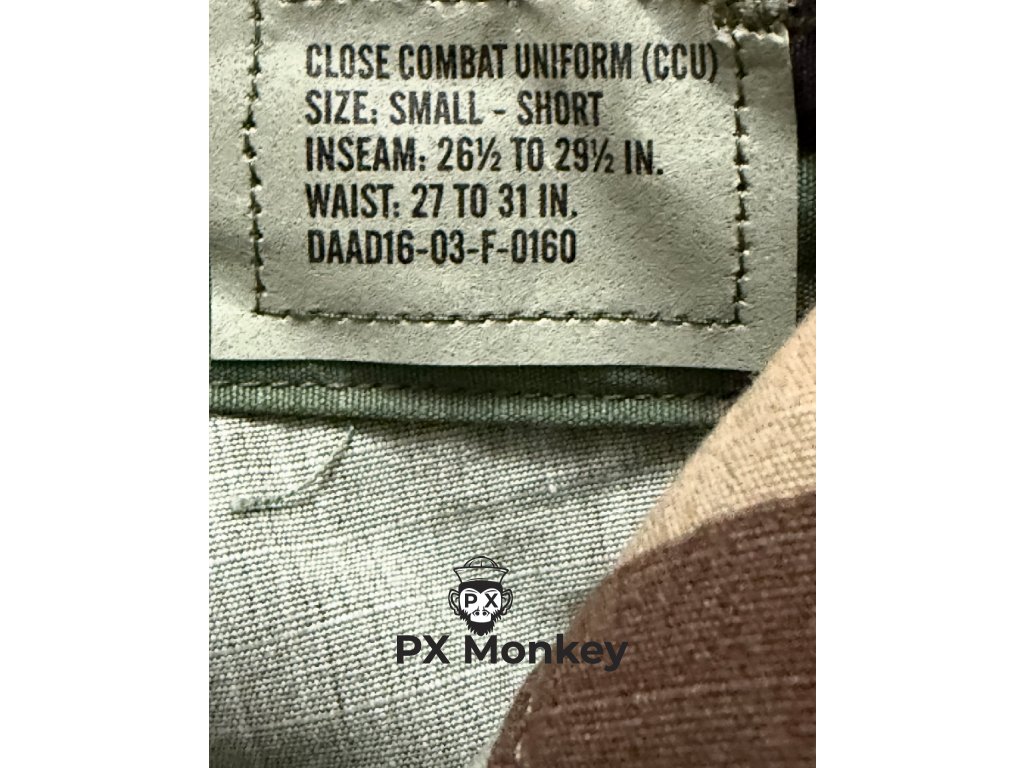 CLOSE COMBAT UNIFORM (CCU)
SIZE: SMALL - SHORT
INSEAM: 26½ TO 29½ IN.
WAIST: 27 TO 31 IN.
DAAD16-03-F-0160
PX
PX Monkey